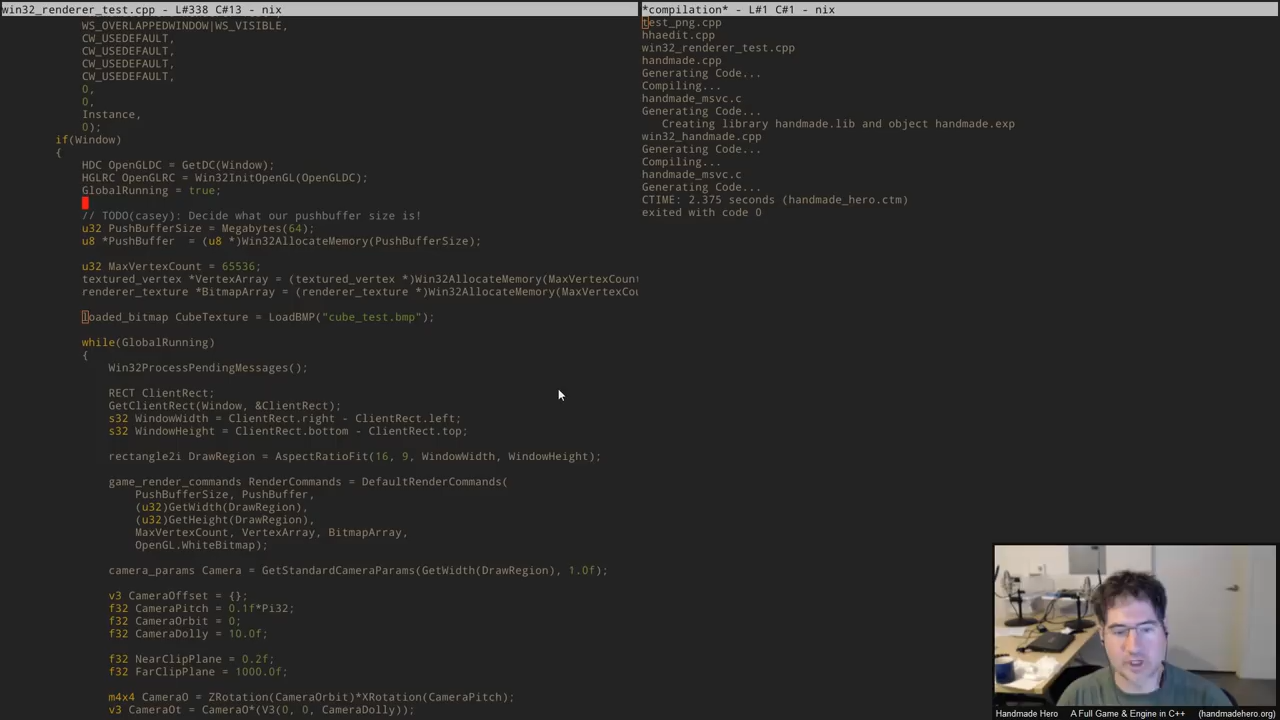 win32_renderer_test.cpp - L#338 C#13 - nix
WS_OVERLAPPEDWINDOW|WS_VISIBLE,
CW_USEDEFAULT,
CW_USEDEFAULT,
CW_USEDEFAULT,
CW_USEDEFAULT,
0,
0,
Instance,
0);
if(Window)
{
HDC OpenGLDC = GetDC(Window);
HGLRC OpenGLRC = Win32InitOpenGL(OpenGLDC);
GlobalRunning = true;
// TODO(casey): Decide what our pushbuffer size is!
u32 PushBufferSize = Megabytes(64);
u8 *PushBuffer  = (u8 *)Win32AllocateMemory(PushBufferSize);
u32 MaxVertexCount = 65536;
textured_vertex *VertexArray = (textured_vertex *)Win32AllocateMemory(MaxVertexCount
renderer_texture *BitmapArray = (renderer_texture *)Win32AllocateMemory(MaxVertexCou
loaded_bitmap CubeTexture = LoadBMP("cube_test.bmp");
while(GlobalRunning)
{
Win32ProcessPendingMessages();
RECT ClientRect;
GetClientRect(Window, &ClientRect);
s32 WindowWidth = ClientRect.right - ClientRect.left;
s32 WindowHeight = ClientRect.bottom - ClientRect.top;
rectangle2i DrawRegion = AspectRatioFit(16, 9, WindowWidth, WindowHeight);
game_render_commands RenderCommands = DefaultRenderCommands(
PushBufferSize, PushBuffer,
(u32)GetWidth(DrawRegion),
(u32)GetHeight(DrawRegion),
MaxVertexCount, VertexArray, BitmapArray,
OpenGL.WhiteBitmap);
camera_params Camera = GetStandardCameraParams(GetWidth(DrawRegion), 1.0f);
v3 CameraOffset = {};
f32 CameraPitch = 0.1f*Pi32;
f32 CameraOrbit = 0;
f32 CameraDolly = 10.0f;
f32 NearClipPlane = 0.2f;
f32 FarClipPlane = 1000.0f;
m4x4 CameraO = ZRotation(CameraOrbit)*XRotation(CameraPitch);
v3 CameraOt = CameraO*(V3(0, 0, CameraDolly));
*compilation* - L#1 C#1 - nix
test_png.cpp
hhaedit.cpp
win32_renderer_test.cpp
handmade.cpp
Generating Code...
Compiling...
handmade_msvc.c
Generating Code...
Creating library handmade.lib and object handmade.exp
win32_handmade.cpp
Generating Code...
Compiling...
handmade_msvc.c
Generating Code...
CTIME: 2.375 seconds (handmade_hero.ctm)
exited with code 0
Handmade Hero A Full Game & Engine in C++ (handmadehero.org)